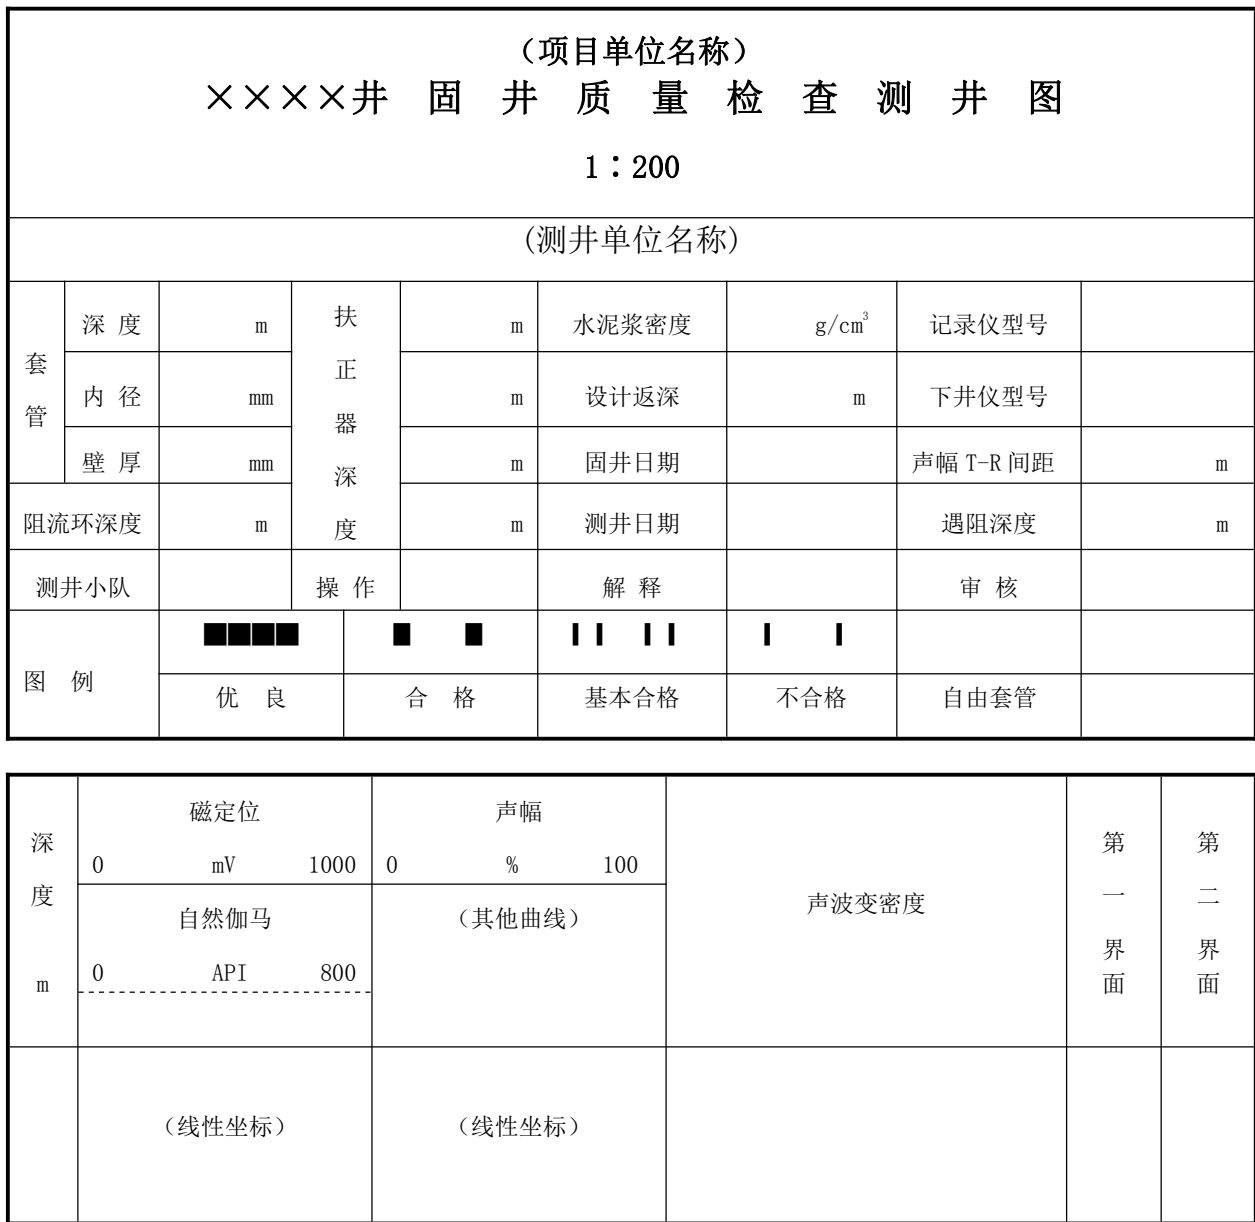 （项目单位名称）
××××井 固 井 质 量 检 查 测 井 图
1：200
(测井单位名称)
套管 深 度 m 扶正器深度 m 水泥浆密度 g/cm³ 记录仪型号
内 径 mm m 设计返深 m 下井仪型号
壁 厚 mm m 固井日期 声幅 T-R 间距 m
阻流环深度 m m 测井日期 遇阻深度 m
测井小队 操 作 解 释 审 核
图 例
优 良 合 格 基本合格 不合格 自由套管
深度 m
磁定位
0 mV 1000
自然伽马
0 API 800
声幅
0 % 100
（其他曲线）
声波变密度
第一界面
第二界面
（线性坐标）
（线性坐标）